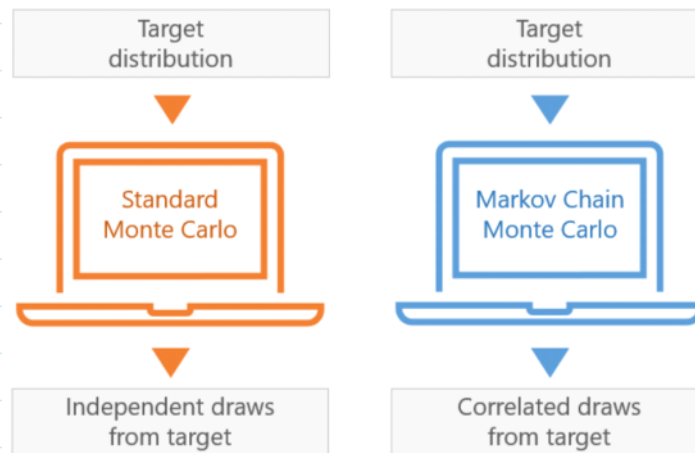 Target
distribution
Standard
Monte Carlo
Independent draws
from target
Target
distribution
Markov Chain
Monte Carlo
Correlated draws
from target